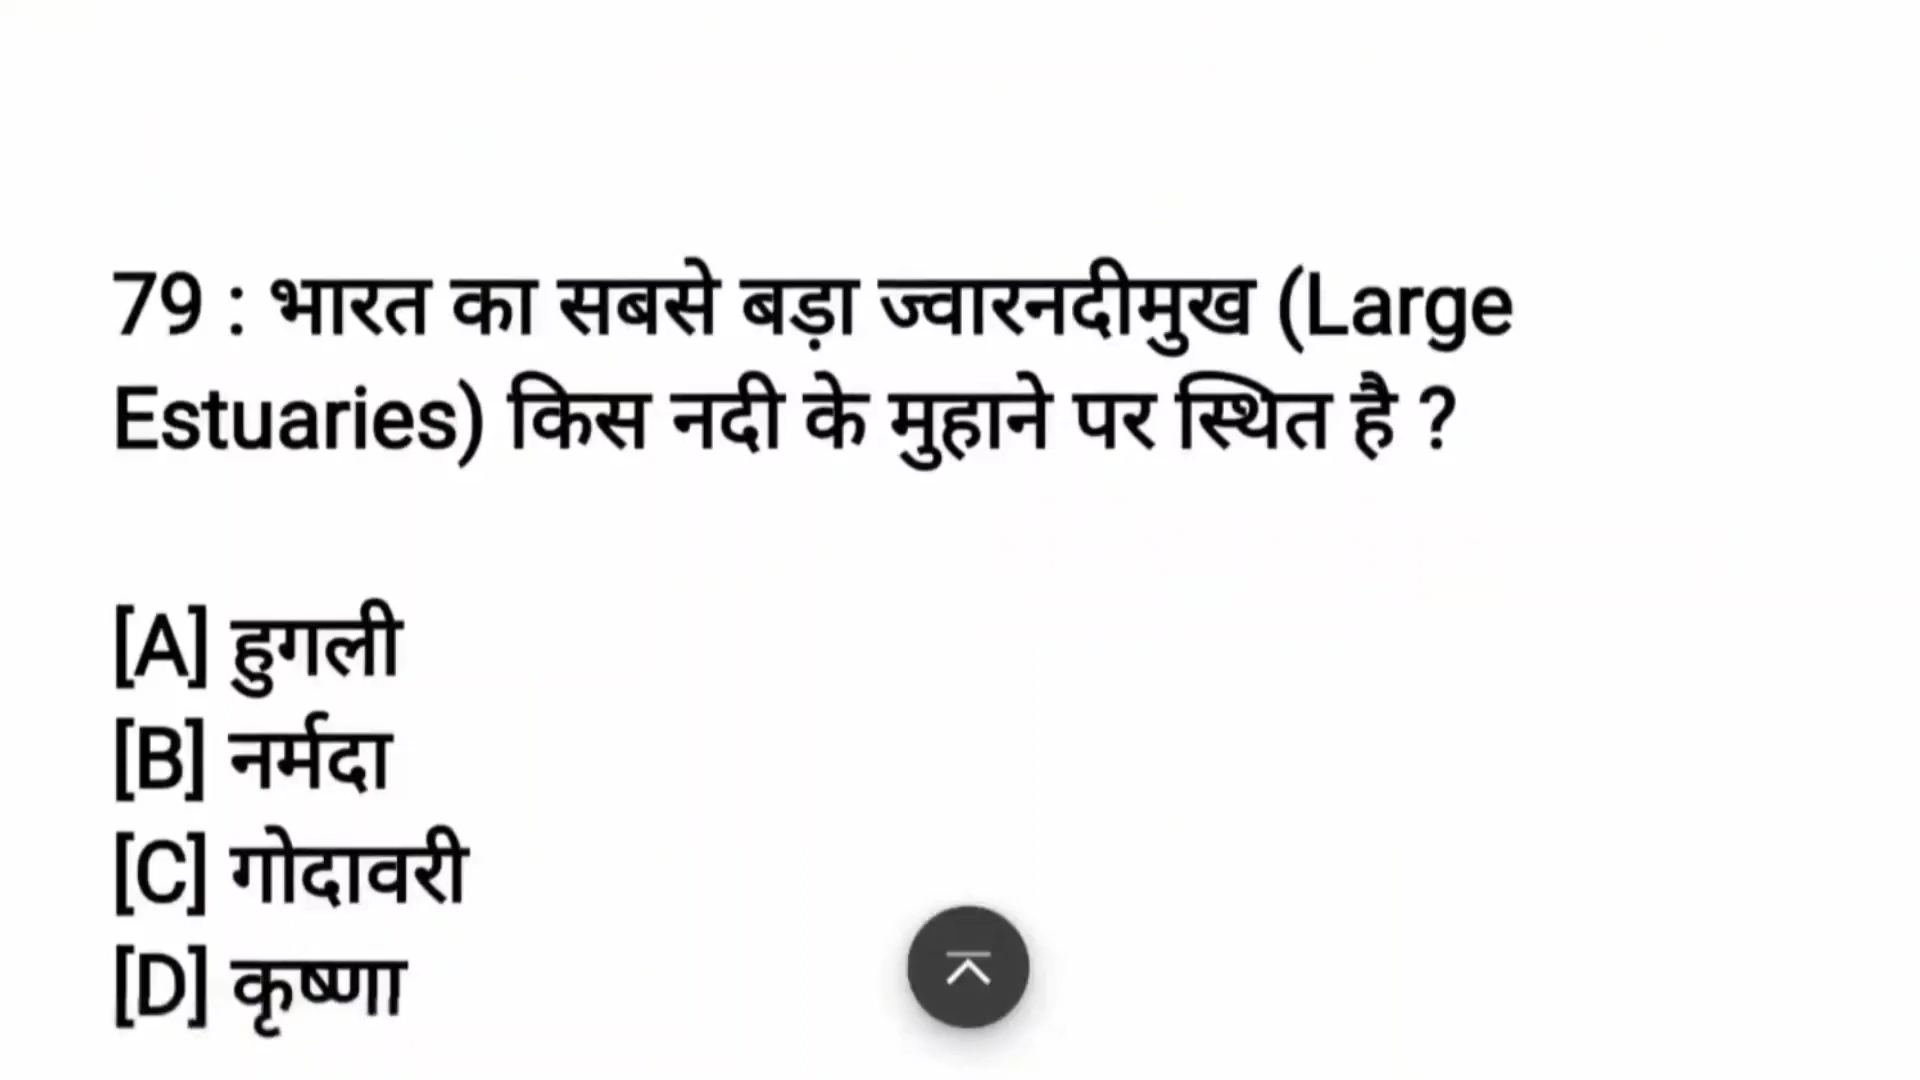 79 : भारत का सबसे बड़ा ज्वारनदीमुख (Large
Estuaries) किस नदी के मुहाने पर स्थित है ?
[A] हुगली
[B] नर्मदा
[C] गोदावरी
[D] कृष्णा